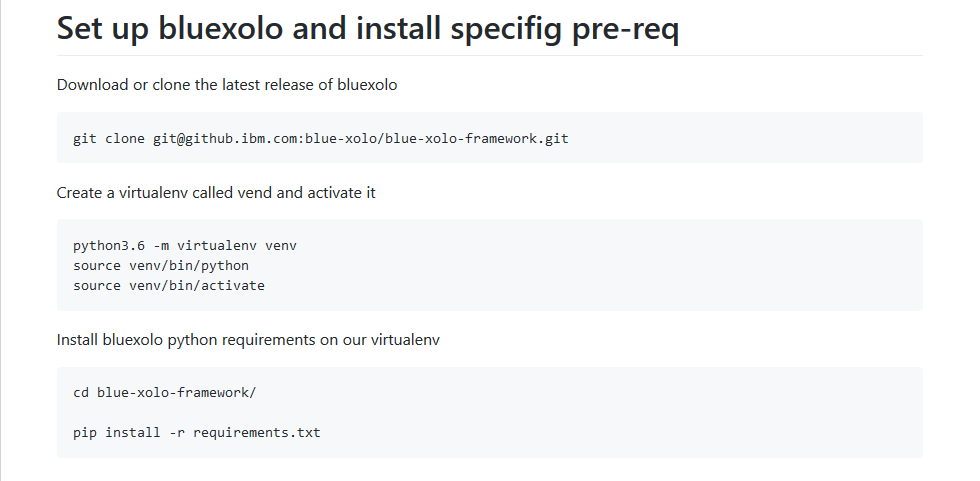 Set up bluexolo and install specifig pre-req
Download or clone the latest release of bluexolo
git clone git@github.ibm.com:blue-xolo/blue-xolo-framework.git
Create a virtualenv called vend and activate it
python3.6 -m virtualenv venv
source venv/bin/python
source venv/bin/activate
Install bluexolo python requirements on our virtualenv
cd blue-xolo-framework/
pip install -r requirements.txt